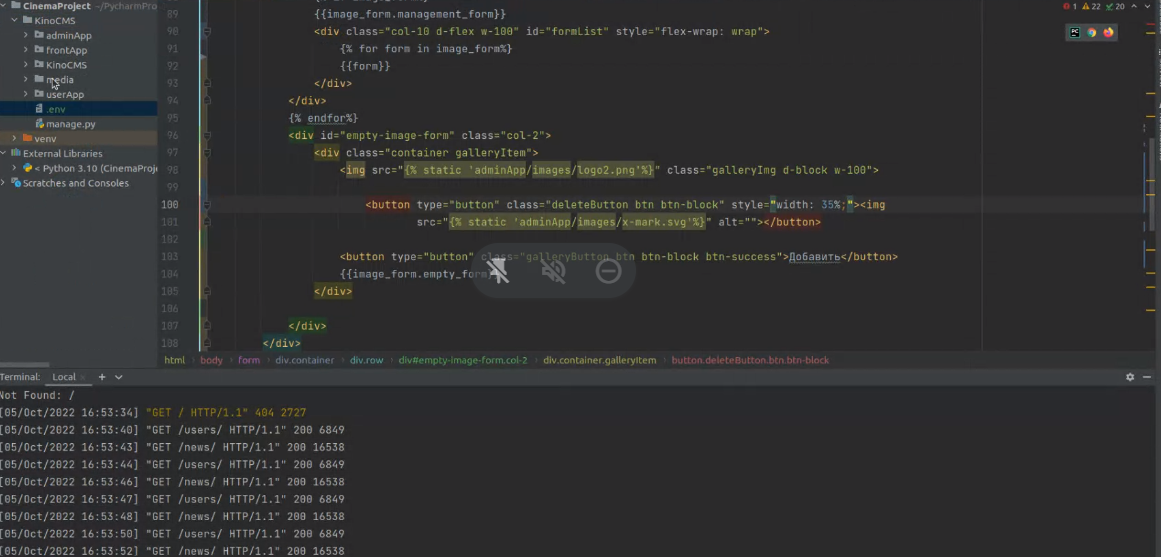 CinemaProject ~/PycharmPro
KinoCMS
adminApp
frontApp
KinoCMS
media
userApp
.env
manage.py
venv
External Libraries
< Python 3.10 (CinemaProje
Scratches and Consoles
1 22 20
89 {{image_form.management_form}}
90 <div class="col-10 d-flex w-100" id="formList" style="flex-wrap: wrap">
91 {% for form in image_form%}
92 {{form}}
93 </div>
94 </div>
95 {% endfor%}
96 <div id="empty-image-form" class="col-2">
97 <div class="container galleryItem">
98 <img src="{% static 'adminApp/images/logo2.png'%}" class="galleryImg d-block w-100">
99
100 <button type="button" class="deleteButton btn btn-block" style="width: 35%;"><img
101 src="{% static 'adminApp/images/x-mark.svg'%}" alt=""></button>
102
103 <button type="button" class="galleryButton btn btn-block btn-success">Добавить</button>
104 {{image_form.empty_form
105 </div>
106
107 </div>
108 </div>
html body form div.container div.row div#empty-image-form.col-2 div.container.galleryItem button.deleteButton.btn.btn-block
Terminal: Local × +
Not Found: /
[05/Oct/2022 16:53:34] "GET / HTTP/1.1" 404 2727
[05/Oct/2022 16:53:40] "GET /users/ HTTP/1.1" 200 6849
[05/Oct/2022 16:53:43] "GET /news/ HTTP/1.1" 200 16538
[05/Oct/2022 16:53:44] "GET /users/ HTTP/1.1" 200 6849
[05/Oct/2022 16:53:46] "GET /news/ HTTP/1.1" 200 16538
[05/Oct/2022 16:53:47] "GET /users/ HTTP/1.1" 200 6849
[05/Oct/2022 16:53:48] "GET /news/ HTTP/1.1" 200 16538
[05/Oct/2022 16:53:50] "GET /users/ HTTP/1.1" 200 6849
[05/Oct/2022 16:53:52] "GET /news/ HTTP/1.1" 200 16538